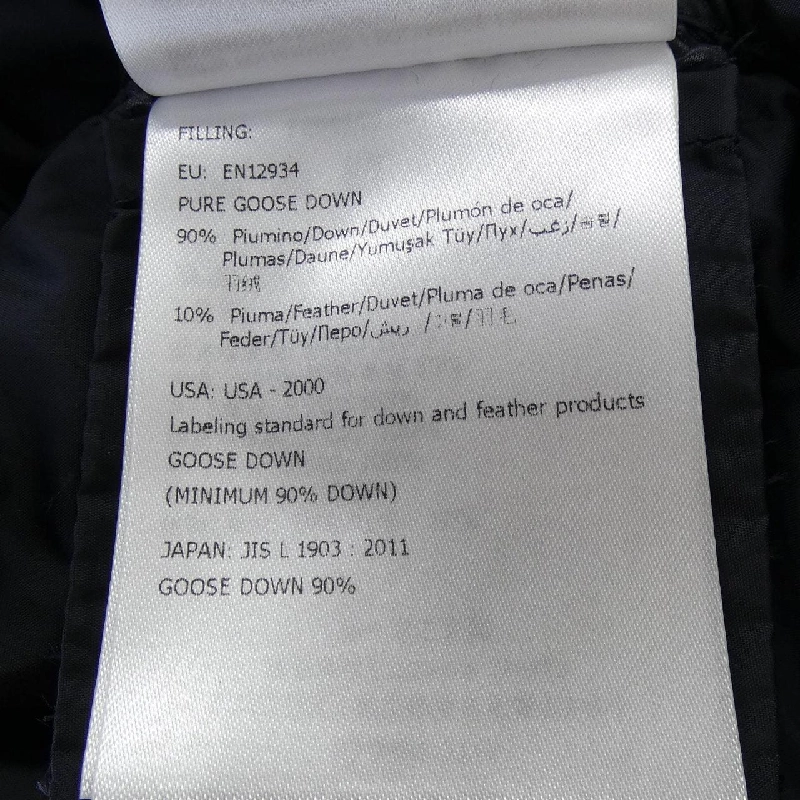 FILLING:
EU: EN12934
PURE GOOSE DOWN
90% Piumino/Down/Duvet/Plumón de oca/
Plumas/Daune/Yumuşak Tüy/Пух/زغب/
10% Piuma/Feather/Duvet/Pluma de oca/Penas/
Feder/Tüy/Перо/ريش /
USA: USA - 2000
Labeling standard for down and feather products
GOOSE DOWN
(MINIMUM 90% DOWN)
JAPAN: JIS L 1903 : 2011
GOOSE DOWN 90%